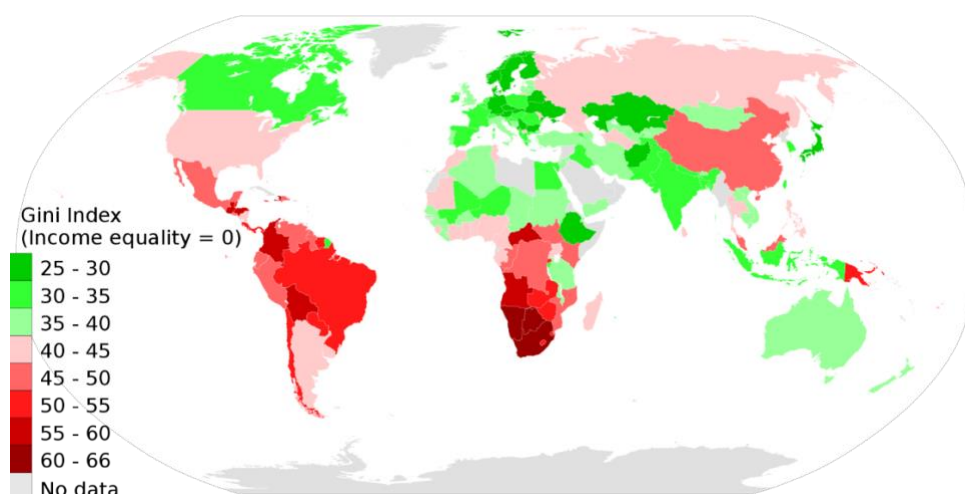 Gini Index
(Income equality = 0)
25 - 30
30 - 35
35 - 40
40 - 45
45 - 50
50 - 55
55 - 60
60 - 66
No data